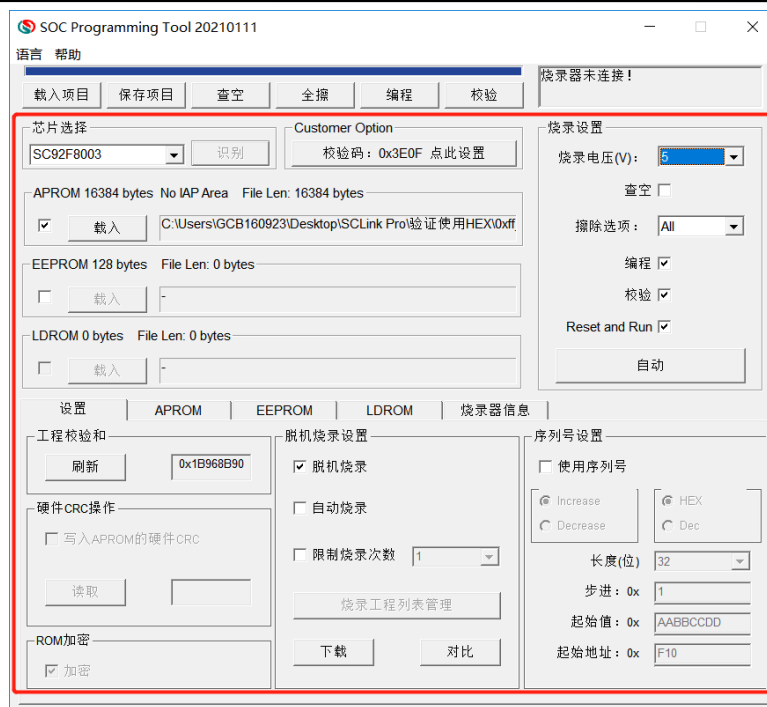 SOC Programming Tool 20210111
语言 帮助
载入项目 保存项目 查空 全擦 编程 校验
烧录器未连接!
芯片选择
SC92F8003 识别
Customer Option
校验码：0x3E0F 点此设置
APROM 16384 bytes No IAP Area File Len: 16384 bytes
载入 C:\Users\GCB160923\Desktop\SCLink Pro\验证使用HEX\0xff
EEPROM 128 bytes File Len: 0 bytes
载入 -
LDROM 0 bytes File Len: 0 bytes
载入 -
烧录设置
烧录电压(V)： 5
查空
擦除选项： All
编程
校验
Reset and Run
自动
设置 APROM EEPROM LDROM 烧录器信息
工程校验和
刷新 0x1B968B90
硬件CRC操作
写入APROM的硬件CRC
读取
ROM加密
加密
脱机烧录设置
脱机烧录
自动烧录
限制烧录次数 1
烧录工程列表管理
下载 对比
序列号设置
使用序列号
Increase HEX
Decrease Dec
长度(位) 32
步进：0x 1
起始值：0x AABBCCDD
起始地址：0x F10